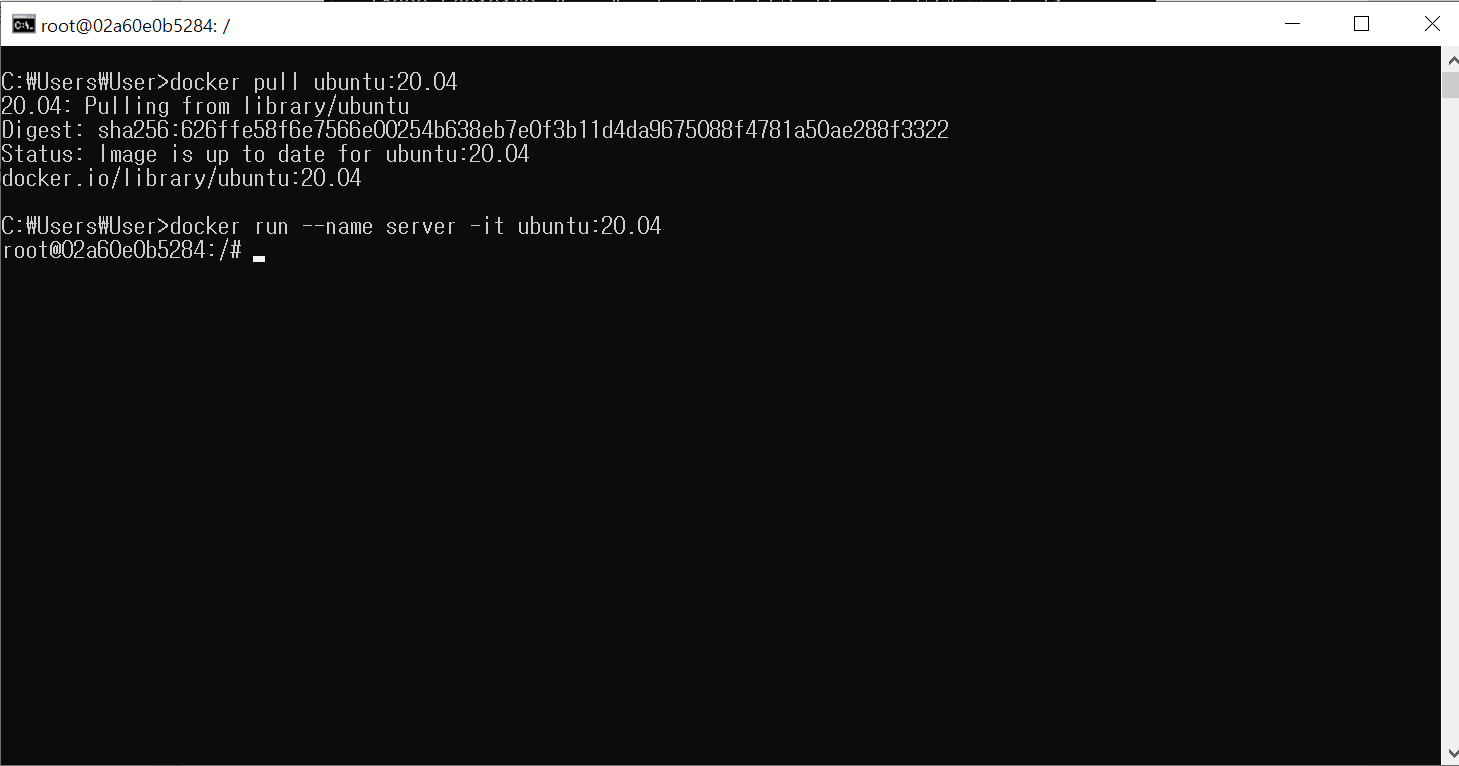 root@02a60e0b5284: /
C:₩Users₩User>docker pull ubuntu:20.04
20.04: Pulling from library/ubuntu
Digest: sha256:626ffe58f6e7566e00254b638eb7e0f3b11d4da9675088f4781a50ae288f3322
Status: Image is up to date for ubuntu:20.04
docker.io/library/ubuntu:20.04
C:₩Users₩User>docker run --name server -it ubuntu:20.04
root@02a60e0b5284:/#